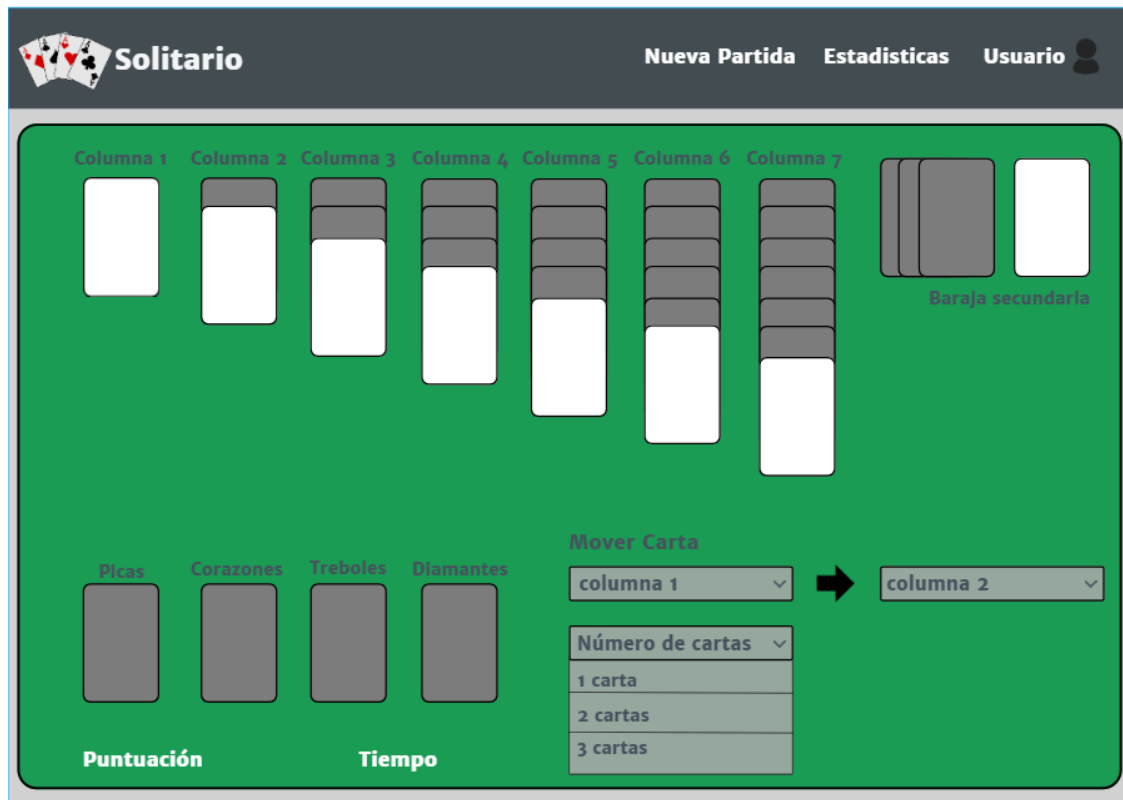 Solitario
Nueva Partida
Estadisticas
Usuario
Columna 1
Columna 2
Columna 3
Columna 4
Columna 5
Columna 6
Columna 7
Baraja secundaria
Mover Carta
Picas
Corazones
Treboles
Diamantes
columna 1
columna 2
Número de cartas
1 carta
2 cartas
3 cartas
Puntuación
Tiempo